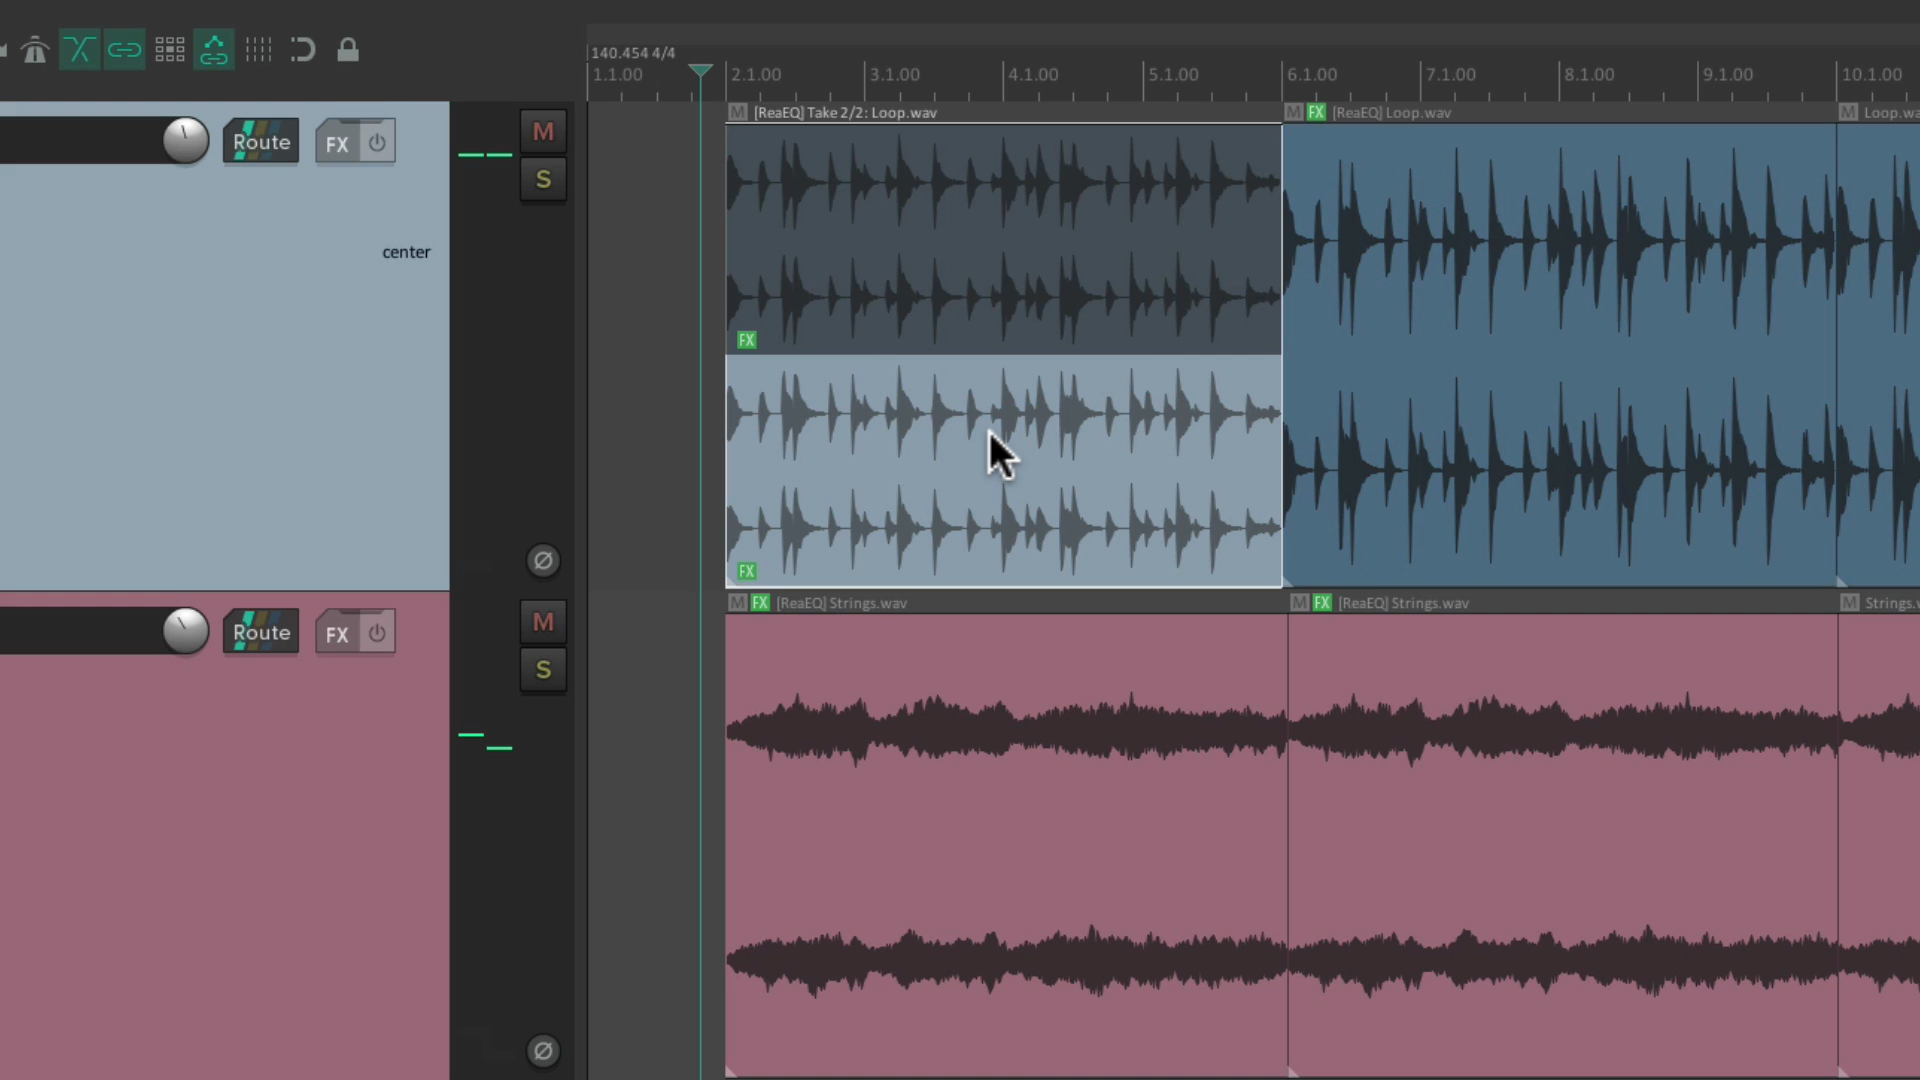 140.454 4/4
1.1.00 2.1.00 3.1.00 4.1.00 5.1.00 6.1.00 7.1.00 8.1.00 9.1.00 10.1.00
M [ReaEQ] Take 2/2: Loop.wav M FX [ReaEQ] Loop.wav M Loop.wa
Route FX M
S
center
FX
FX
M FX [ReaEQ] Strings.wav M FX [ReaEQ] Strings.wav M Strings.v
Route FX M
S